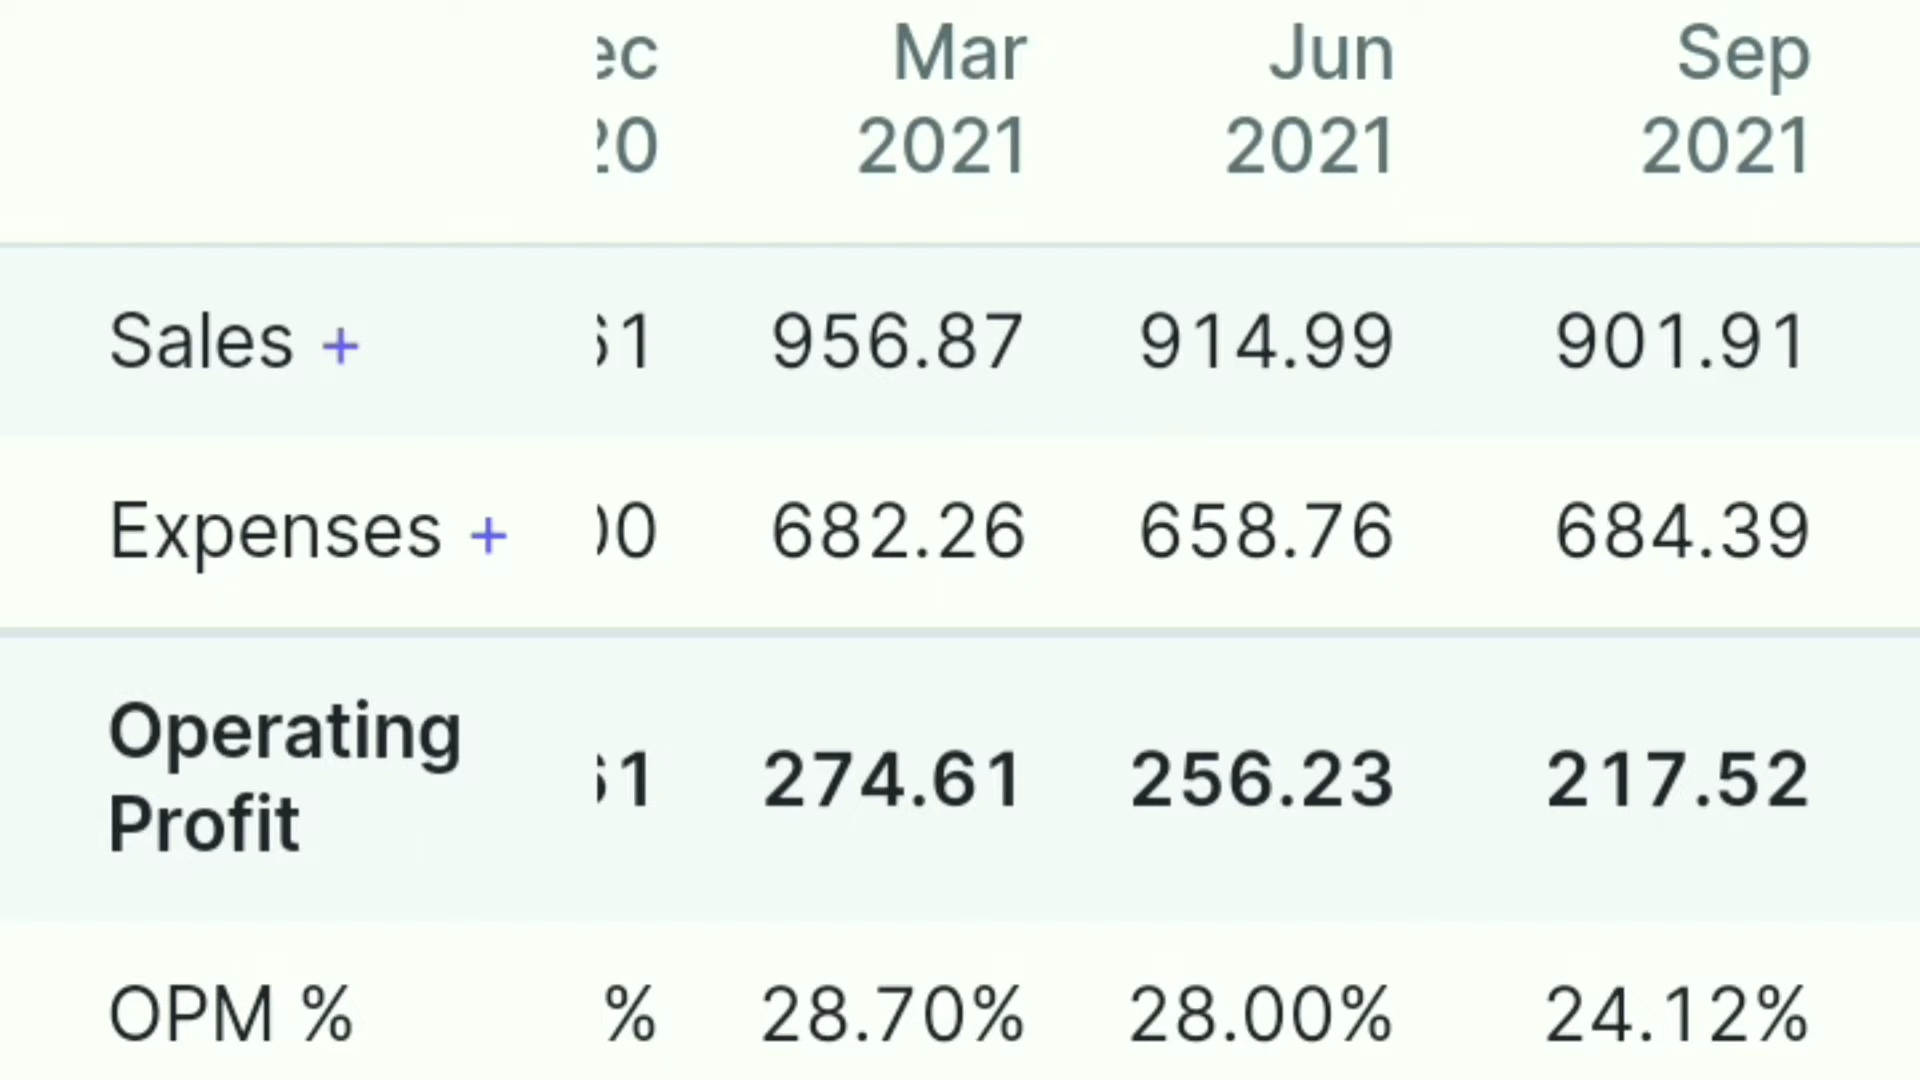 Mar Jun Sep
20 2021 2021 2021
Sales + 956.87 914.99 901.91
Expenses + 682.26 658.76 684.39
Operating
Profit 274.61 256.23 217.52
OPM % % 28.70% 28.00% 24.12%